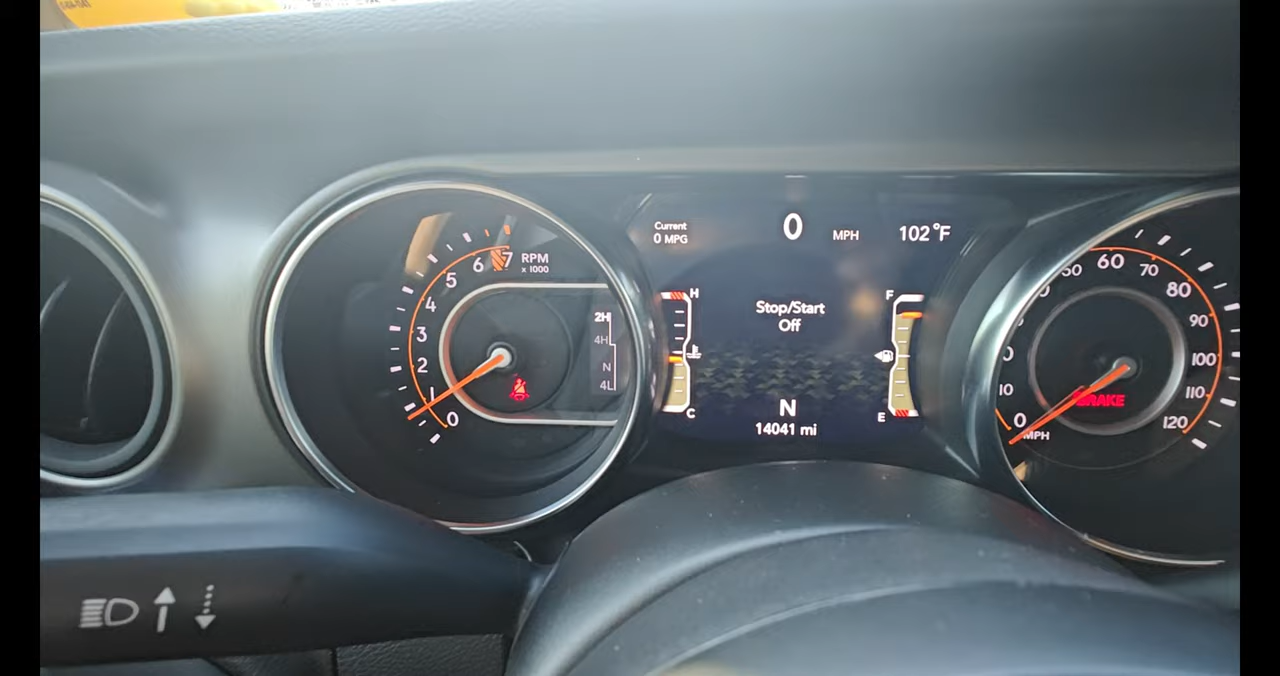 Current
0 MPG
0 MPH
102°F
7 RPM
x 1000
6
5
4
3
2
1
0
2H
4H
N
4L
H
C
Stop/Start
Off
F
E
N
14041 mi
0
10
50
60
70
80
90
100
110
120
MPH
BRAKE